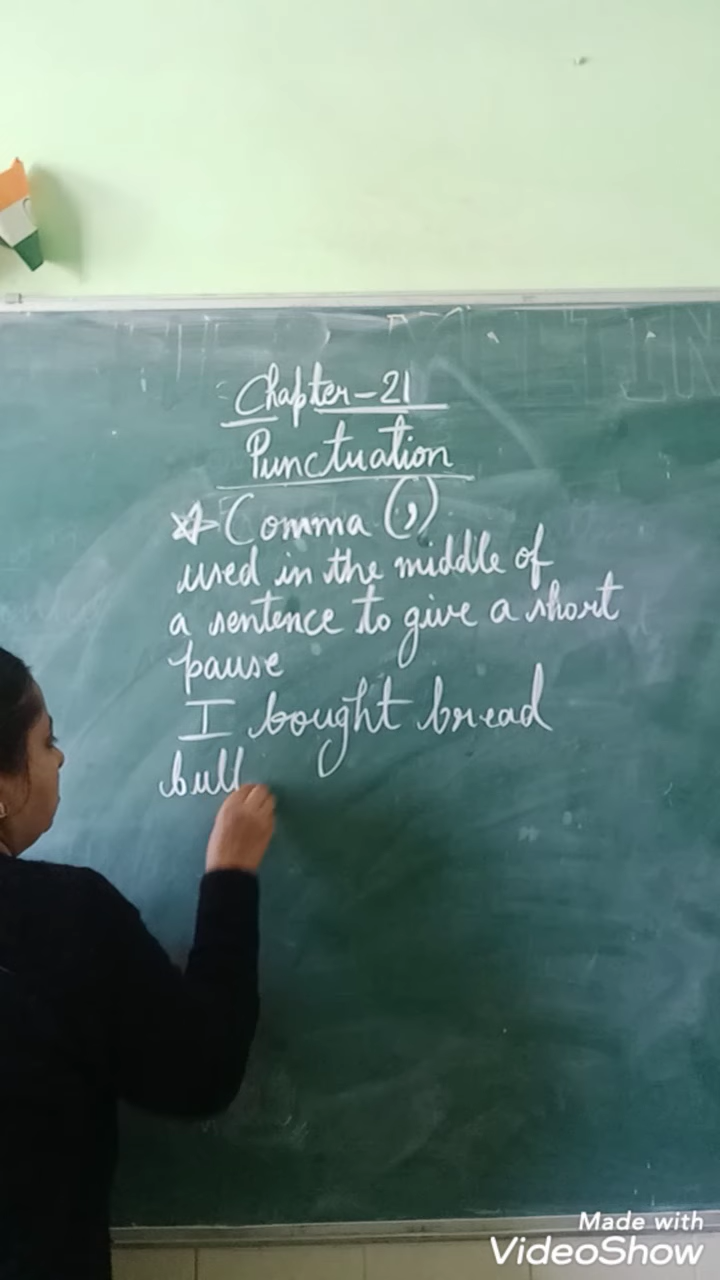 Chapter-21
Punctuation
☆ Comma (,)
used in the middle of
a sentence to give a short
pause
I bought bread
Made with
VideoShow